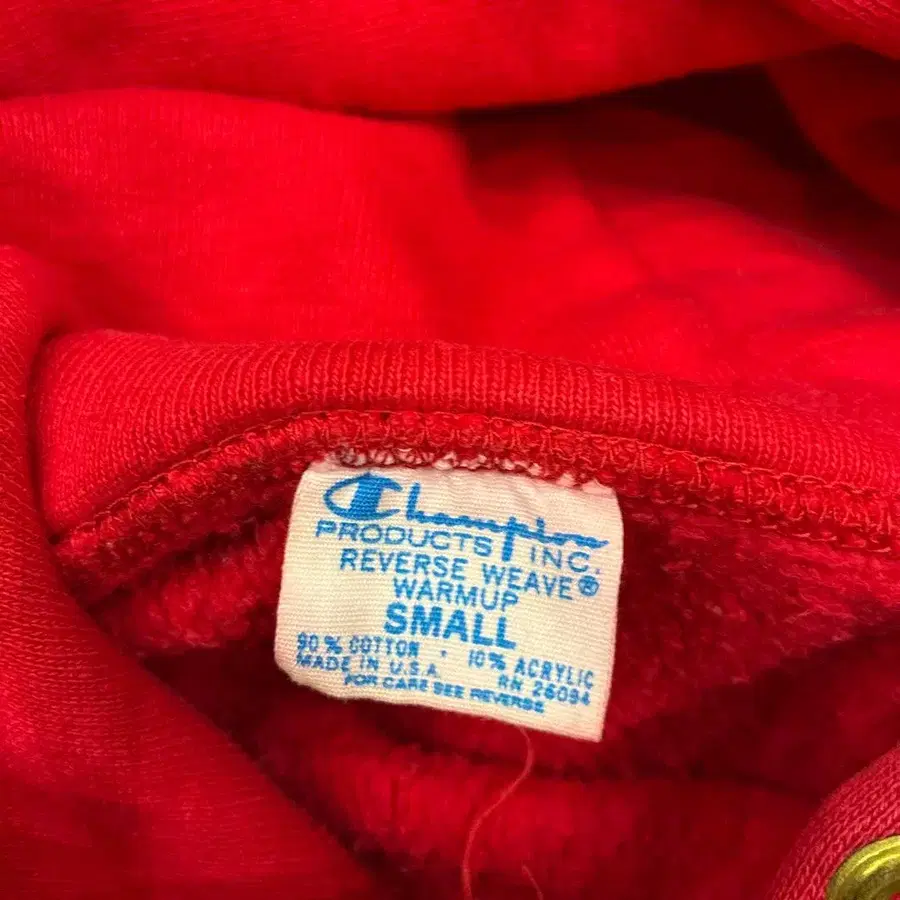 Champion
PRODUCTS INC.
REVERSE WEAVE®
WARMUP
SMALL
90% COTTON · 10% ACRYLIC
MADE IN U.S.A. RN 26094
FOR CARE SEE REVERSE